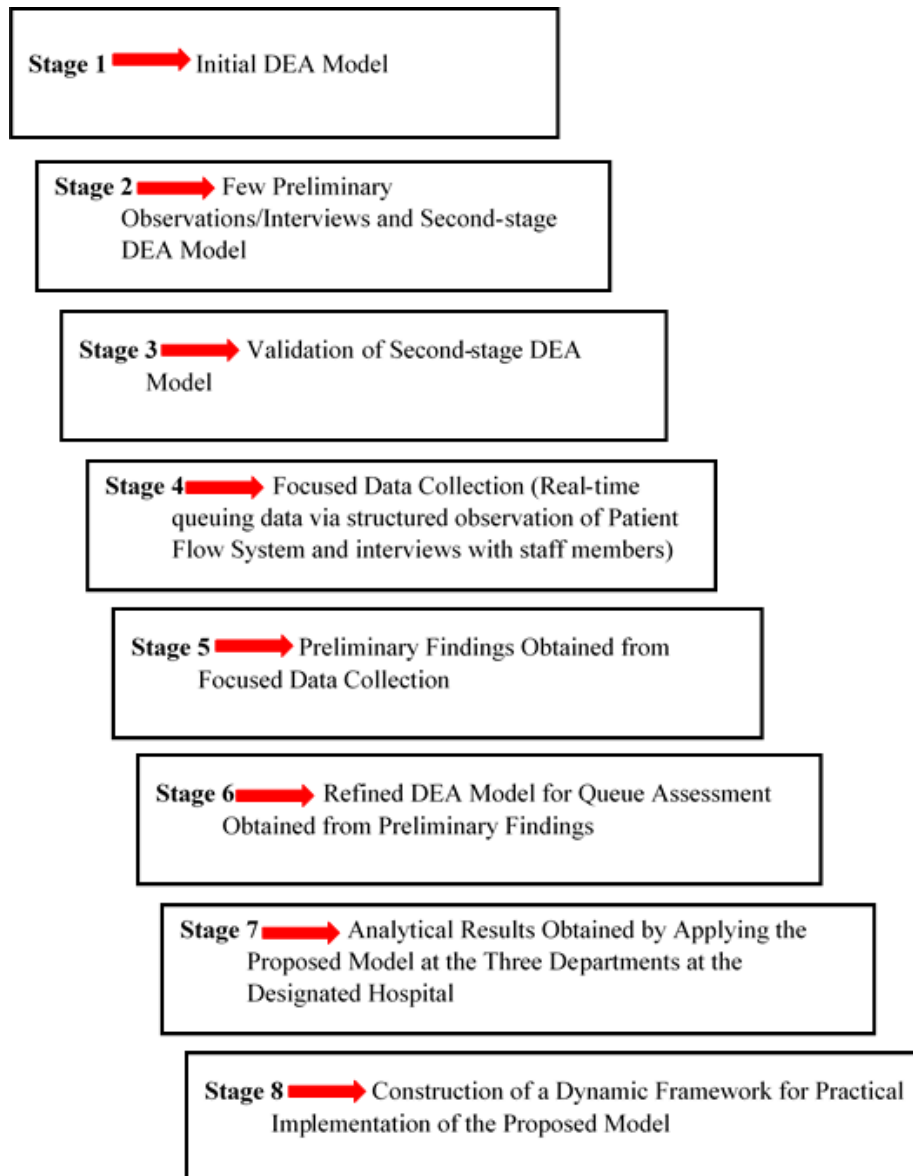 Stage 1 Initial DEA Model
Stage 2 Few Preliminary
Observations/Interviews and Second-stage
DEA Model
Stage 3 Validation of Second-stage DEA
Model
Stage 4 Focused Data Collection (Real-time
queuing data via structured observation of Patient
Flow System and interviews with staff members)
Stage 5 Preliminary Findings Obtained from
Focused Data Collection
Stage 6 Refined DEA Model for Queue Assessment
Obtained from Preliminary Findings
Stage 7 Analytical Results Obtained by Applying the
Proposed Model at the Three Departments at the
Designated Hospital
Stage 8 Construction of a Dynamic Framework for Practical
Implementation of the Proposed Model